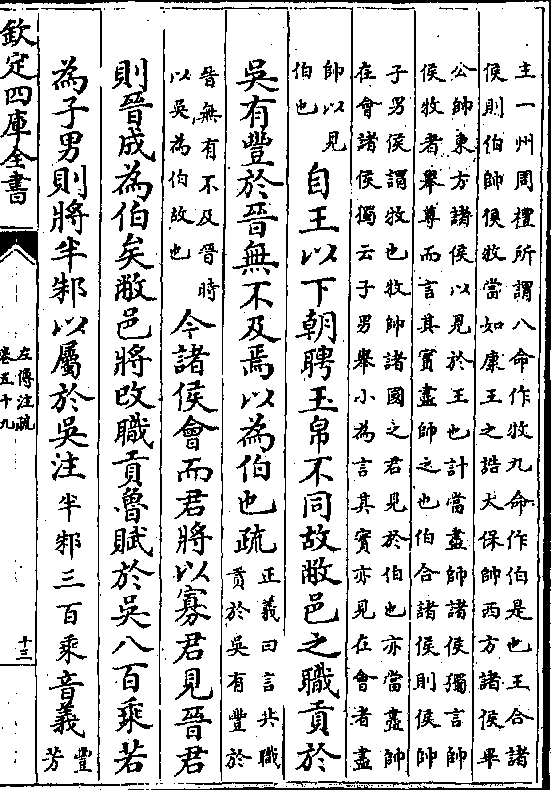 主一州周禮所謂八命作牧九命作伯是也王合諸
侯則伯帥侯牧當如康王之誥大保帥西方諸侯畢
公帥東方諸侯以見於王也計當盡帥諸侯獨言帥
侯牧者舉尊而言其實盡帥之也伯合諸侯則侯帥
子男侯謂牧也牧帥諸國之君見於伯也亦當盡帥
在會諸侯獨云子男舉小為言其實亦見在會者盡
帥以見
伯也
自王以下朝聘玉帛不同故敝邑之職貢於
吳有豐於晉無不及焉以為伯也疏
正義曰言共職
貢於吳有豐於
晉無有不及晉時
以吳為伯故也
今諸侯會而君將以寡君見晉君
則晉成為伯矣敝邑將改職貢魯賦於吳八百乘若
為子男則將半邾以屬於吳注半邾三百乘音義
豐
芳
欽定四庫全書
左傳注疏
卷五十九
十三